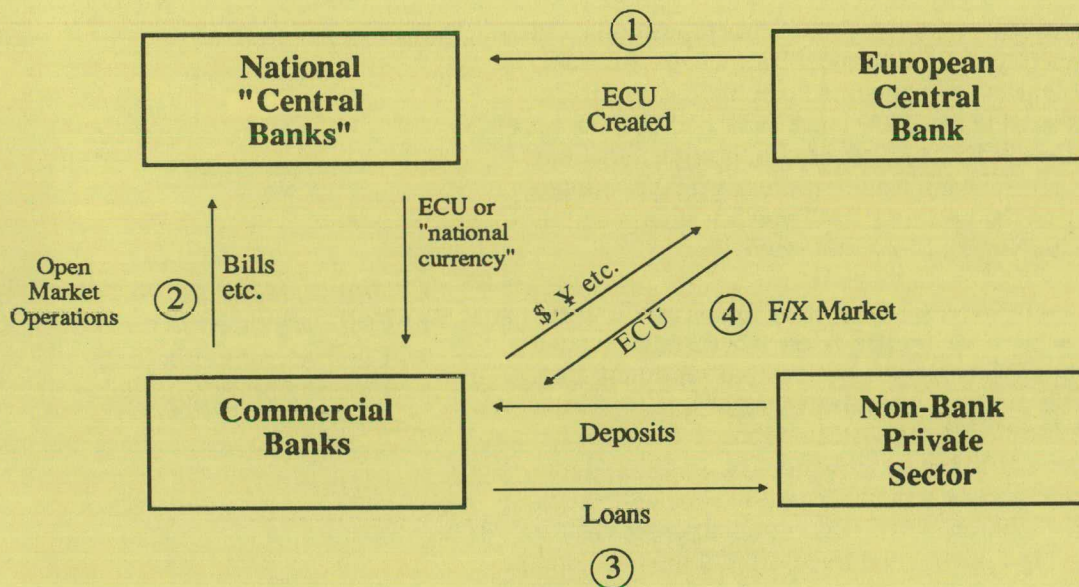 1
National
"Central
Banks"
ECU
Created
European
Central
Bank
Open
Market
Operations
2
Bills
etc.
ECU or
"national
currency"
$ ¥ etc.
ECU
4
F/X Market
Commercial
Banks
Deposits
Loans
3
Non-Bank
Private
Sector